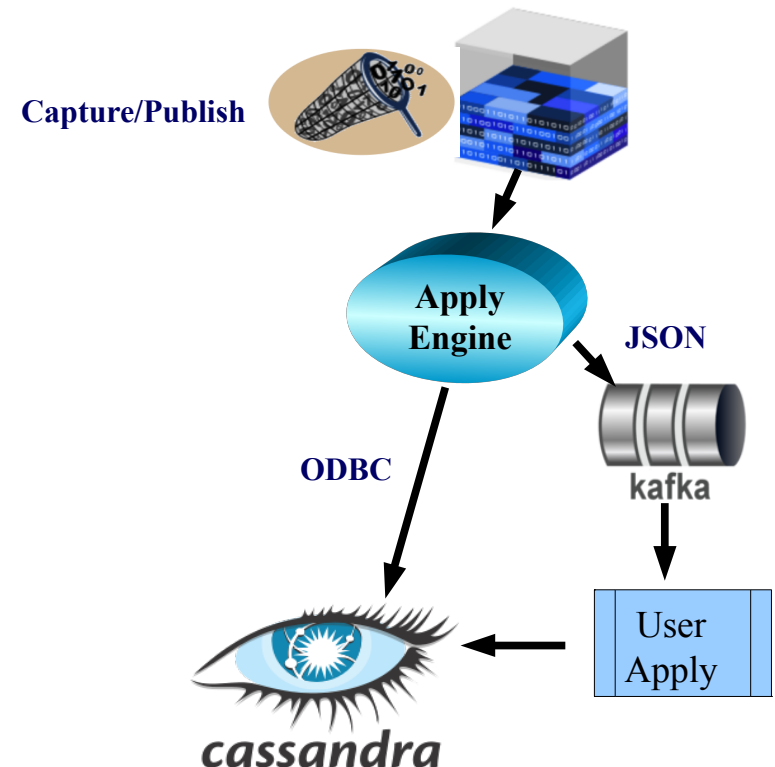 Capture/Publish
Apply
Engine
JSON
kafka
ODBC
User
Apply
cassandra